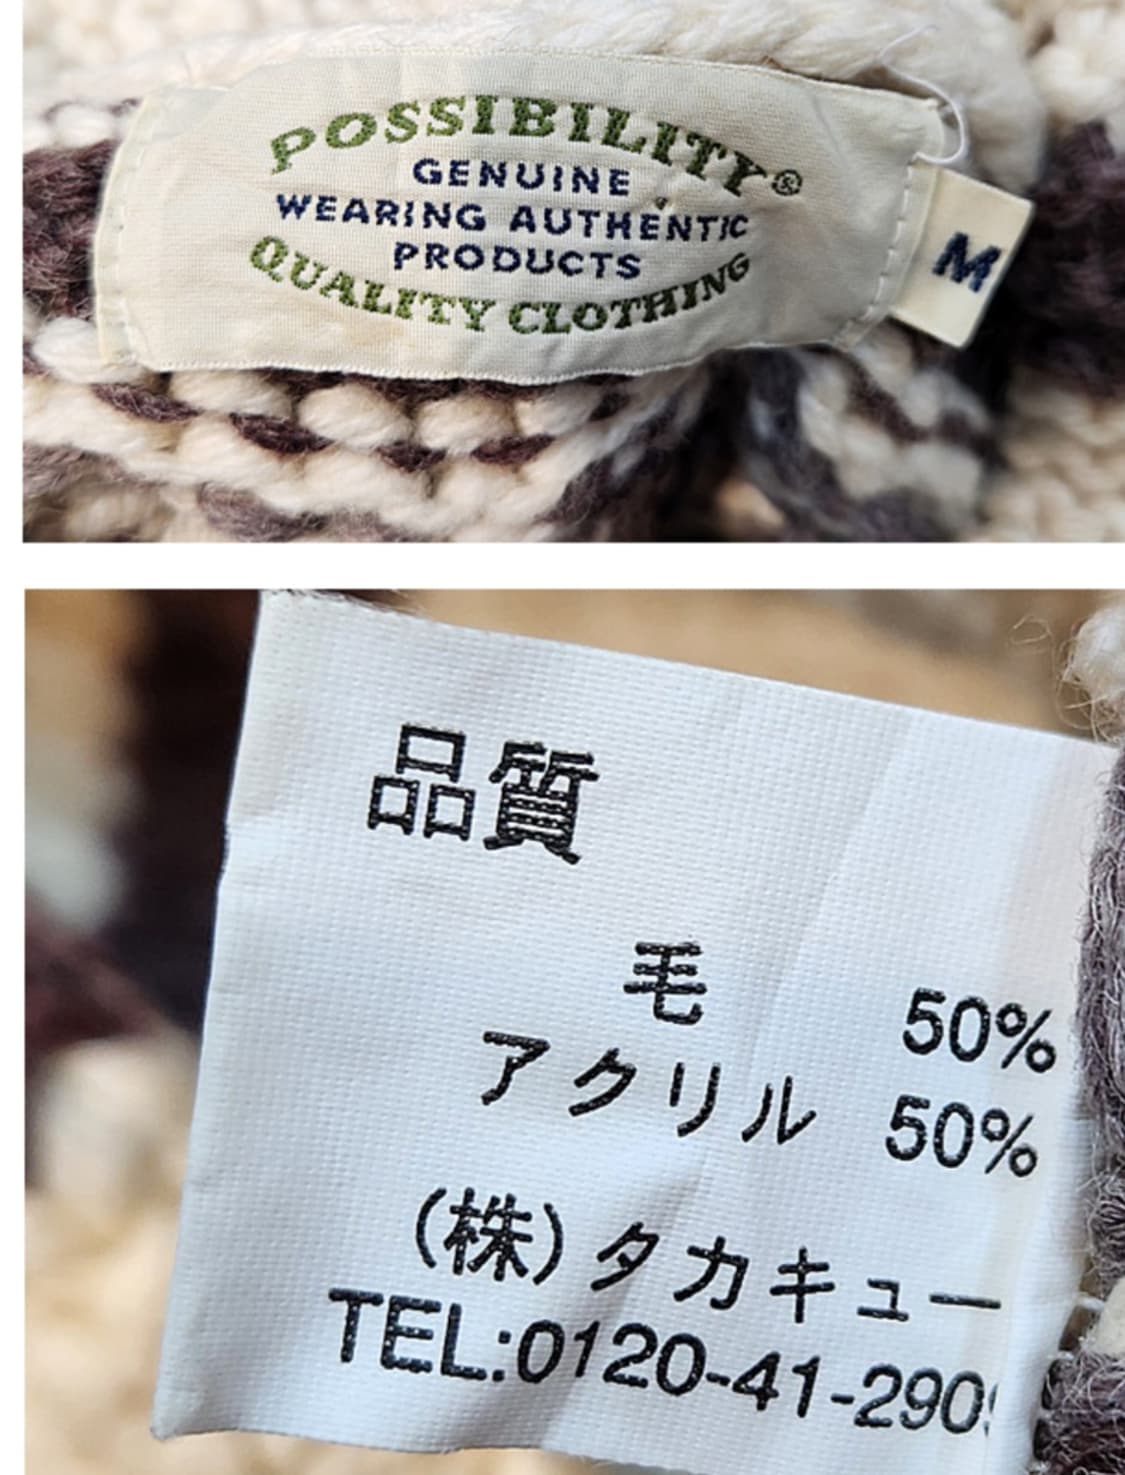 POSSIBILITY®
GENUINE
WEARING AUTHENTIC
PRODUCTS
QUALITY CLOTHING
M
品質
毛 50%
アクリル 50%
(株)タカキュー